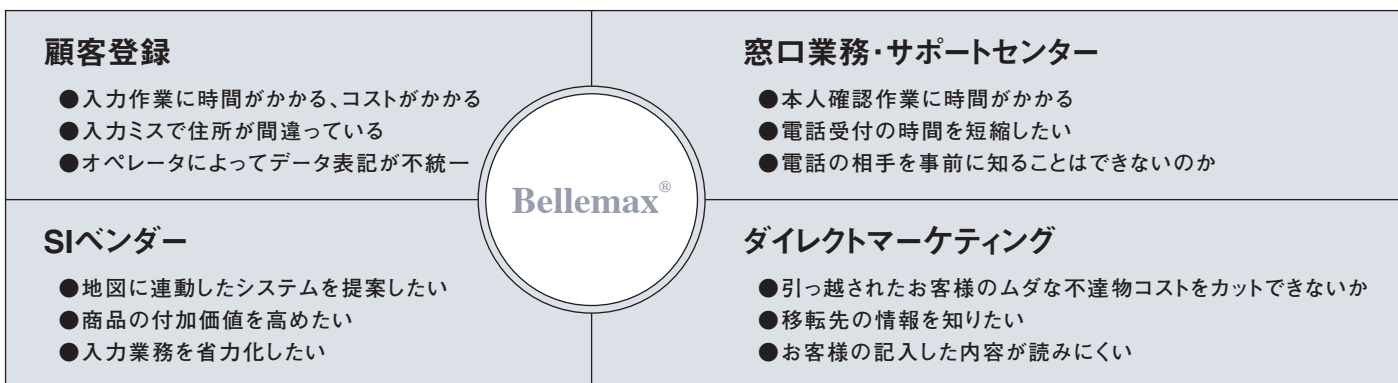 顧客登録
●入力作業に時間がかかる、コストがかかる
●入力ミスで住所が間違っている
●オペレータによってデータ表記が不統一
窓口業務・サポートセンター
●本人確認作業に時間がかかる
●電話受付の時間を短縮したい
●電話の相手を事前に知ることはできないのか
Bellemax®
SIベンダー
●地図に連動したシステムを提案したい
●商品の付加価値を高めたい
●入力業務を省力化したい
ダイレクトマーケティング
●引っ越されたお客様のムダな不達物コストをカットできないか
●移転先の情報を知りたい
●お客様の記入した内容が読みにくい